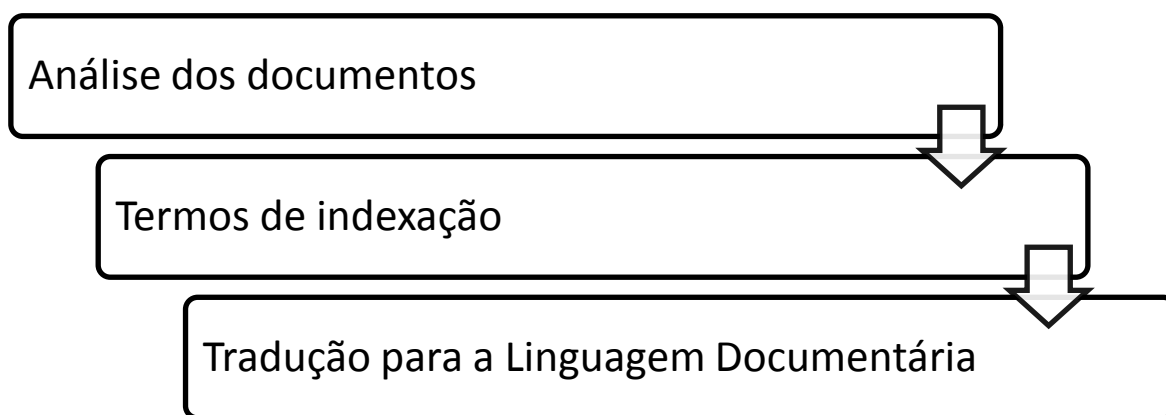 Análise dos documentos
Termos de indexação
Tradução para a Linguagem Documentária